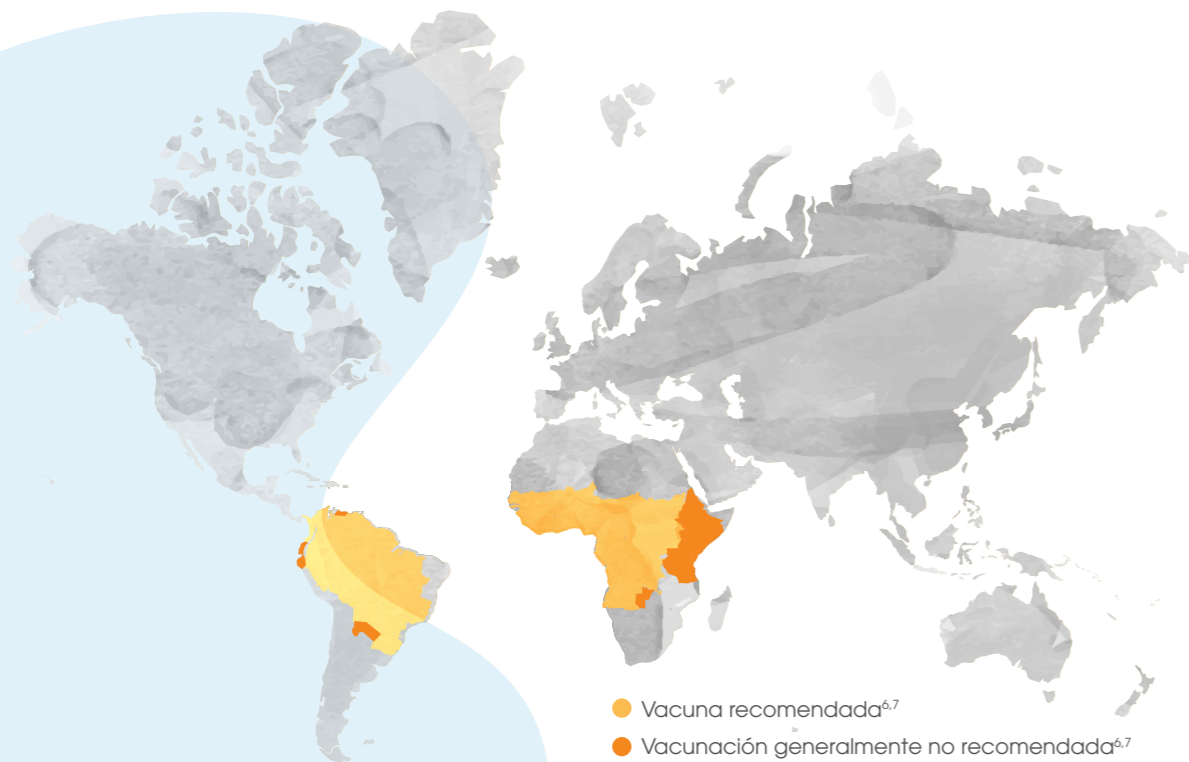 Vacuna recomendada⁶,⁷
Vacunación generalmente no recomendada⁶,⁷